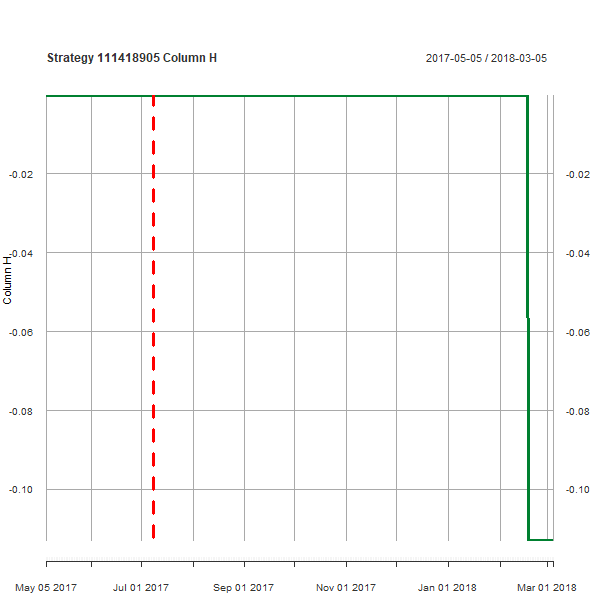 Strategy 111418905 Column H
2017-05-05 / 2018-03-05
-0.02
-0.04
-0.06
-0.08
-0.10
Column H
-0.02
-0.04
-0.06
-0.08
-0.10
May 05 2017
Jul 01 2017
Sep 01 2017
Nov 01 2017
Jan 01 2018
Mar 01 2018